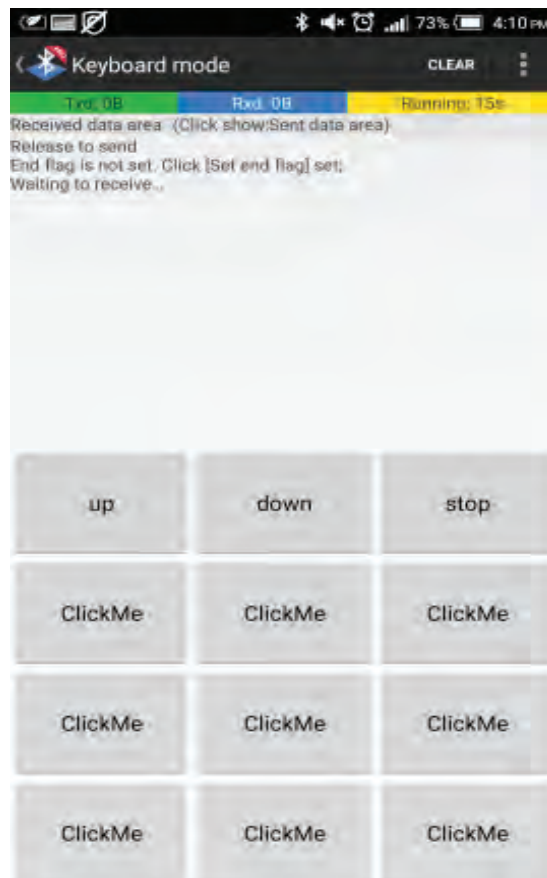 73% 4:10 PM
Keyboard mode CLEAR
Txd: 0B Rxd: 0B Running: 15s
Received data area (Click show:Sent data area)
Release to send
End flag is not set. Click [Set end flag] set;
Waiting to receive...
up down stop
ClickMe ClickMe ClickMe
ClickMe ClickMe ClickMe
ClickMe ClickMe ClickMe